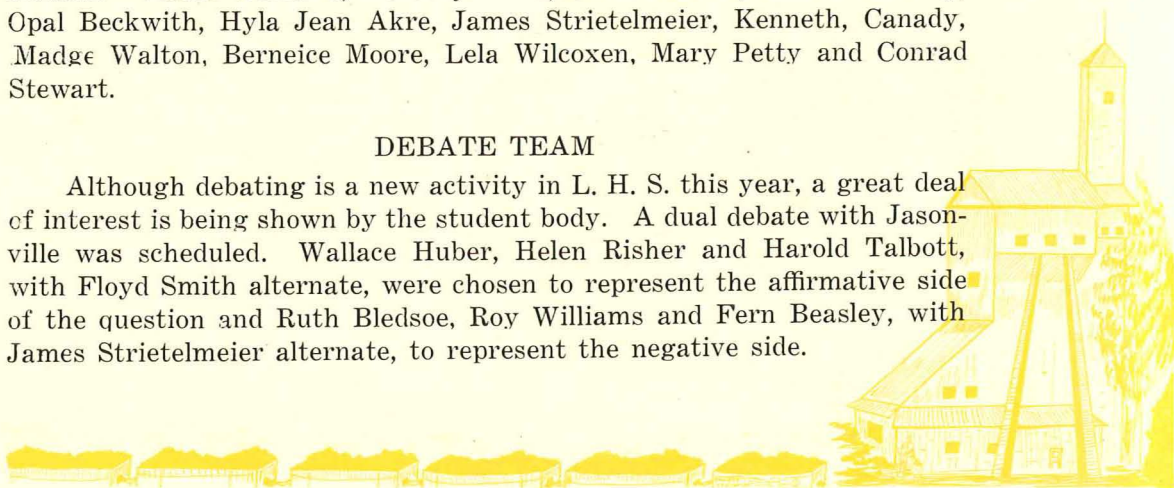 Opal Beckwith, Hyla Jean Akre, James Strietelmeier, Kenneth, Canady,
Madge Walton, Berneice Moore, Lela Wilcoxen, Mary Petty and Conrad
Stewart.
DEBATE TEAM
Although debating is a new activity in L. H. S. this year, a great deal
of interest is being shown by the student body. A dual debate with Jason-
ville was scheduled. Wallace Huber, Helen Risher and Harold Talbott,
with Floyd Smith alternate, were chosen to represent the affirmative side
of the question and Ruth Bledsoe, Roy Williams and Fern Beasley, with
James Strietelmeier alternate, to represent the negative side.